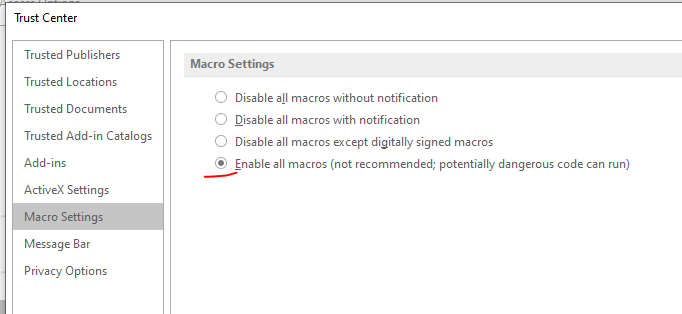 Access Options
Trust Center
Trusted Publishers
Trusted Locations
Trusted Documents
Trusted Add-in Catalogs
Add-ins
ActiveX Settings
Macro Settings
Message Bar
Privacy Options
Macro Settings
Disable all macros without notification
Disable all macros with notification
Disable all macros except digitally signed macros
Enable all macros (not recommended; potentially dangerous code can run)